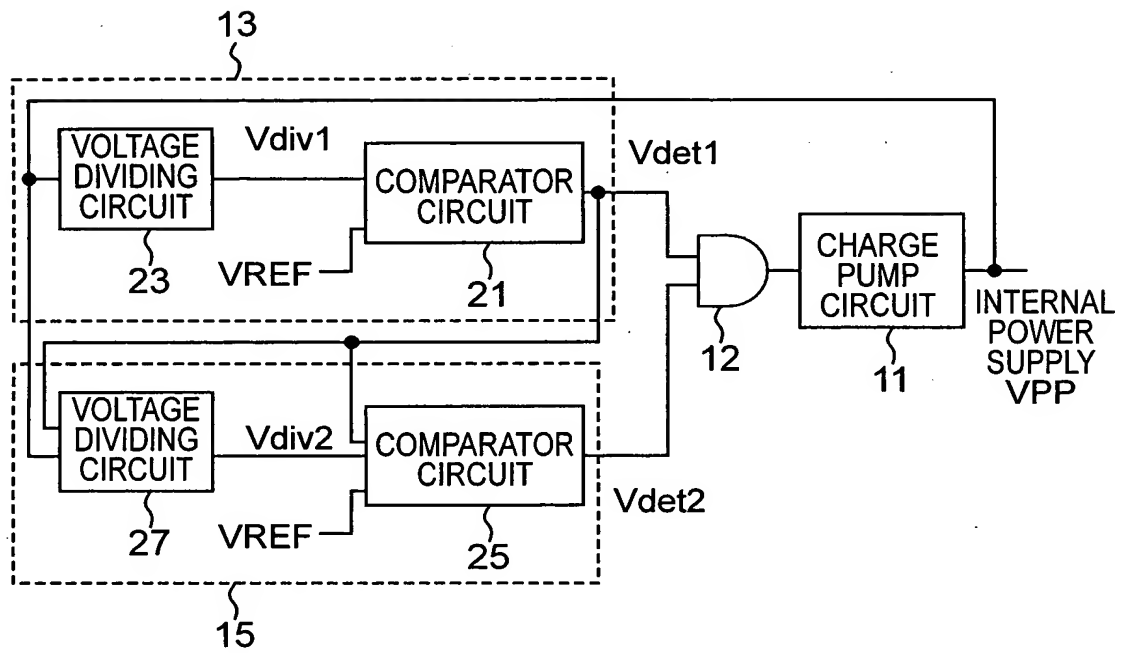 13
VOLTAGE
DIVIDING
CIRCUIT
23
Vdiv1
VREF
COMPARATOR
CIRCUIT
21
Vdet1
12
CHARGE
PUMP
CIRCUIT
11
INTERNAL
POWER
SUPPLY
VPP
VOLTAGE
DIVIDING
CIRCUIT
27
Vdiv2
VREF
COMPARATOR
CIRCUIT
25
Vdet2
15